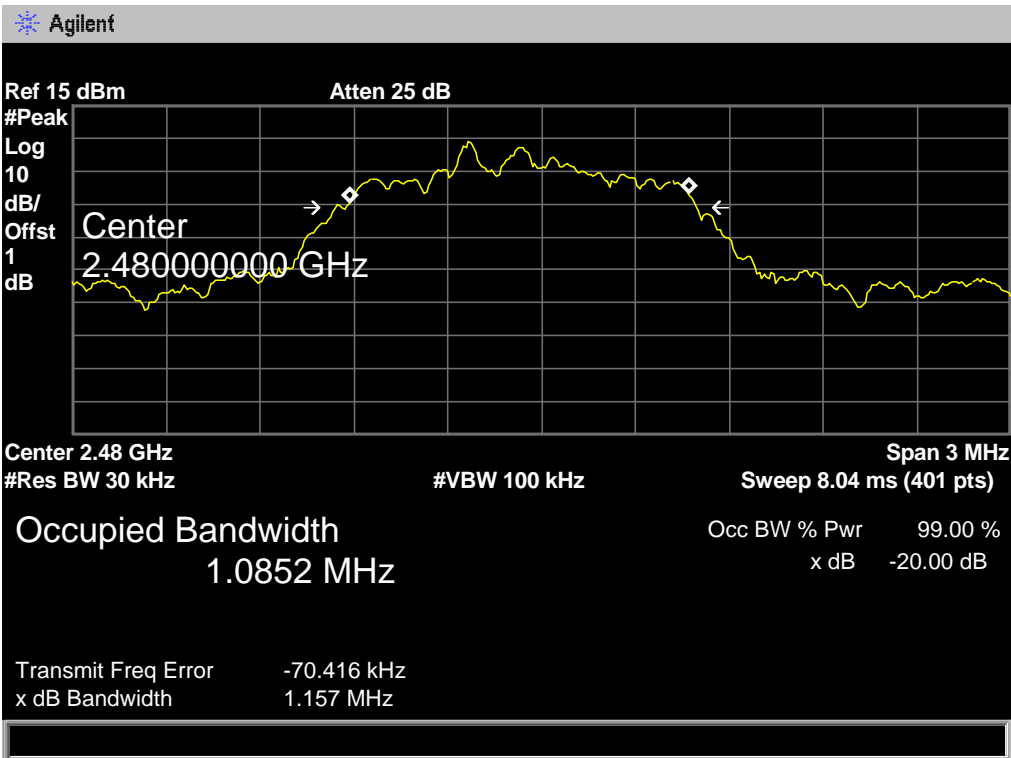 Agilent
Ref 15 dBm Atten 25 dB
#Peak
Log
10
dB/
Offst
1
dB
Center
2.480000000 GHz
Center 2.48 GHz Span 3 MHz
#Res BW 30 kHz #VBW 100 kHz Sweep 8.04 ms (401 pts)
Occupied Bandwidth Occ BW % Pwr 99.00 %
1.0852 MHz x dB -20.00 dB
Transmit Freq Error -70.416 kHz
x dB Bandwidth 1.157 MHz